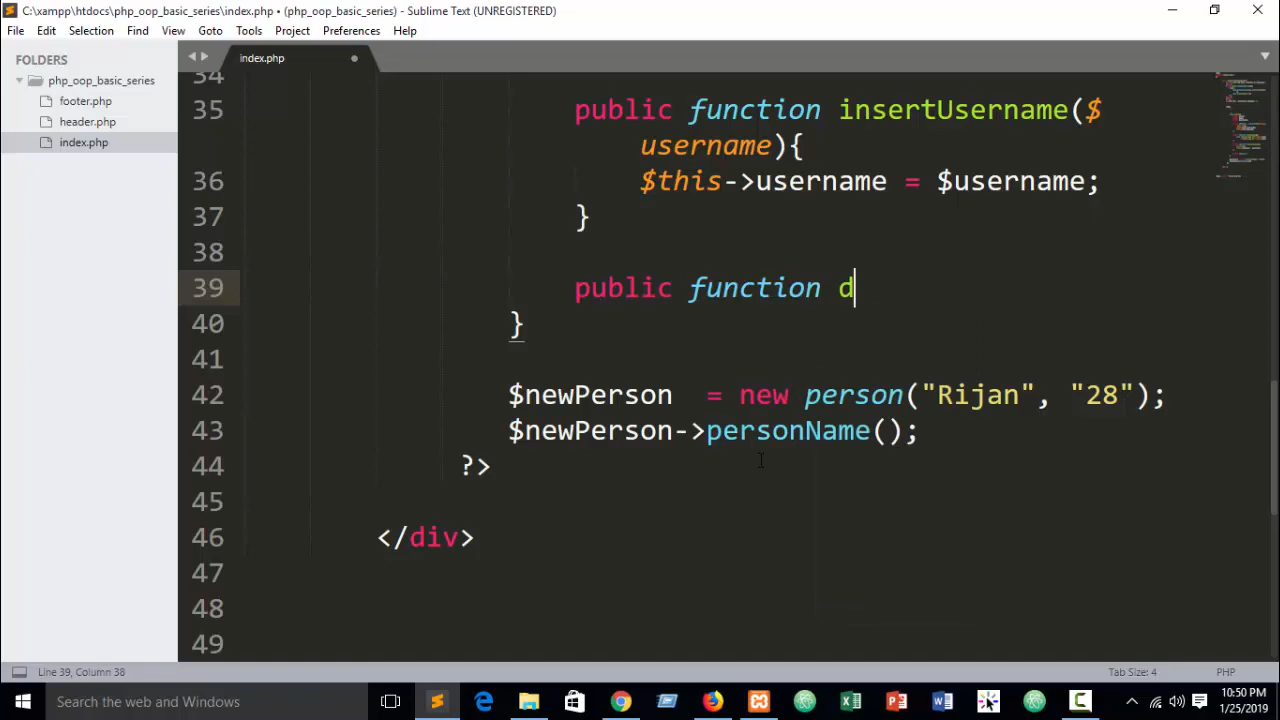 C:\xampp\htdocs\php_oop_basic_series\index.php • (php_oop_basic_series) - Sublime Text (UNREGISTERED)
File Edit Selection Find View Goto Tools Project Preferences Help
FOLDERS
php_oop_basic_series
footer.php
header.php
index.php
index.php
34
35 public function insertUsername($
username){
36 $this->username = $username;
37 }
38
39 public function d
40 }
41
42 $newPerson  = new person("Rijan", "28");
43 $newPerson->personName();
44 ?>
45
46 </div>
47
48
49
Line 39, Column 38
Tab Size: 4
PHP
Search the web and Windows
10:50 PM
1/25/2019